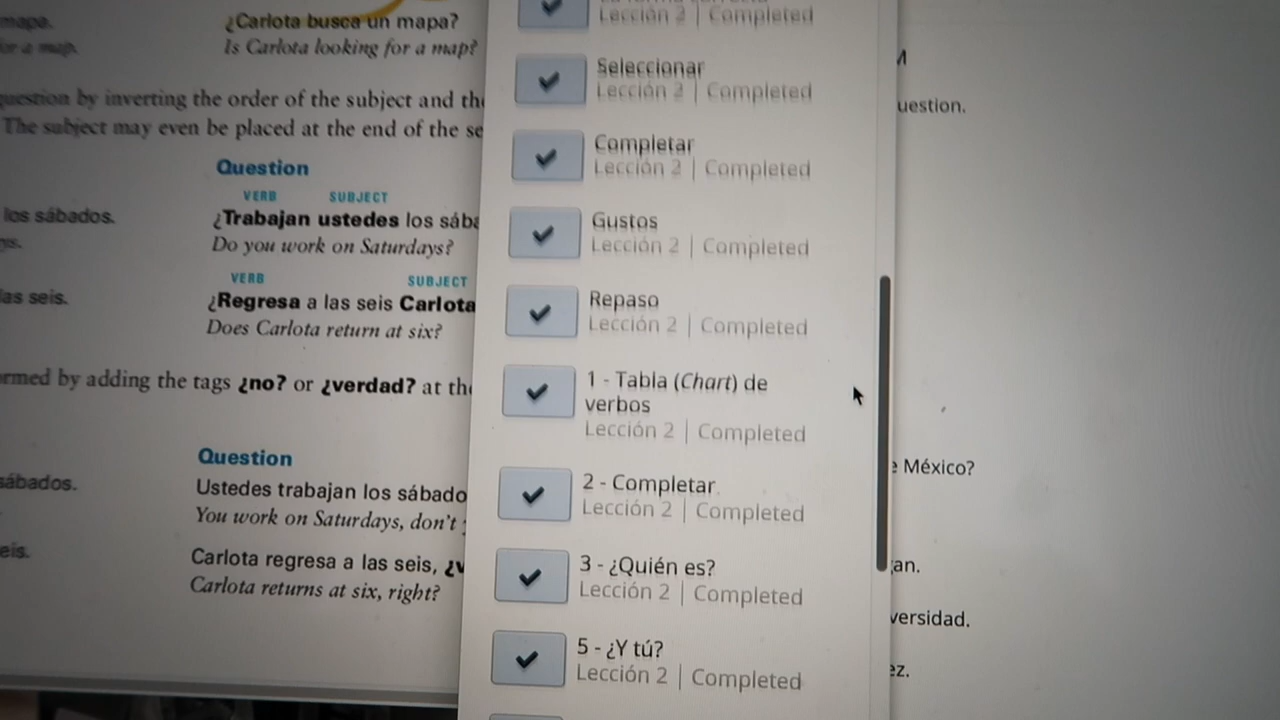 mapa.
for a map.
¿Carlota busca un mapa?
Is Carlota looking for a map?
question by inverting the order of the subject and the
The subject may even be placed at the end of the se
Question
VERB SUBJECT
los sábados.
¿Trabajan ustedes los sába
Do you work on Saturdays?
VERB SUBJECT
las seis.
¿Regresa a las seis Carlota
Does Carlota return at six?
ormed by adding the tags ¿no? or ¿verdad? at the
Question
sábados.
Ustedes trabajan los sábado
You work on Saturdays, don't
seis.
Carlota regresa a las seis, ¿v
Carlota returns at six, right?
Lección 2 | Completed
Seleccionar
Lección 2 | Completed
Completar
Lección 2 | Completed
Gustos
Lección 2 | Completed
Repaso
Lección 2 | Completed
1 - Tabla (Chart) de
verbos
Lección 2 | Completed
2 - Completar
Lección 2 | Completed
3 - ¿Quién es?
Lección 2 | Completed
5 - ¿Y tú?
Lección 2 | Completed
uestion.
e México?
an.
versidad.
ez.